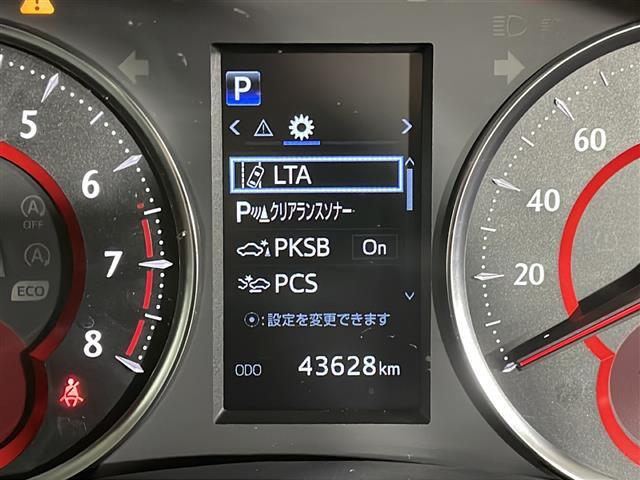 P
LTA
P クリアランスソナー
PKSB On
PCS
:設定を変更できます
ODO 43628 km
5
6
7
8
A
OFF
A
ECO
60
40
20